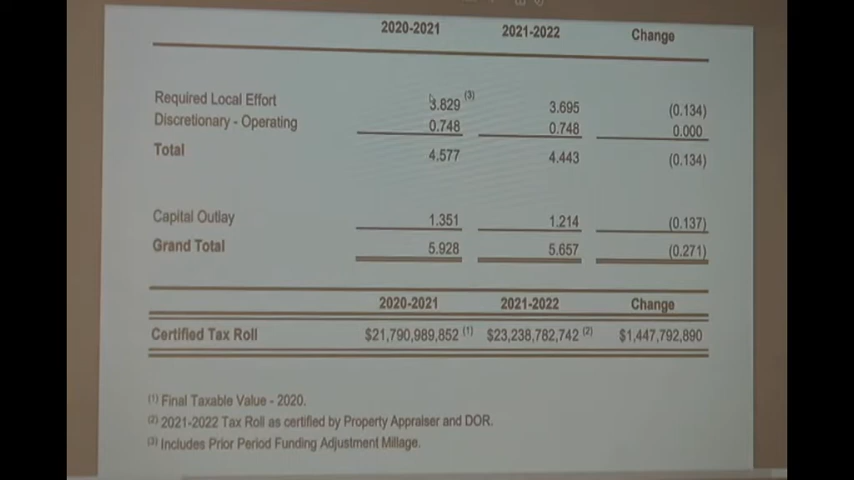 2020-2021 2021-2022 Change
Required Local Effort 3.829 (3) 3.695 (0.134)
Discretionary - Operating 0.748 0.748 0.000
Total 4.577 4.443 (0.134)
Capital Outlay 1.351 1.214 (0.137)
Grand Total 5.928 5.657 (0.271)
2020-2021 2021-2022 Change
Certified Tax Roll $21,790,989,852 (1) $23,238,782,742 (2) $1,447,792,890
(1) Final Taxable Value - 2020.
(2) 2021-2022 Tax Roll as certified by Property Appraiser and DOR.
(3) Includes Prior Period Funding Adjustment Millage.